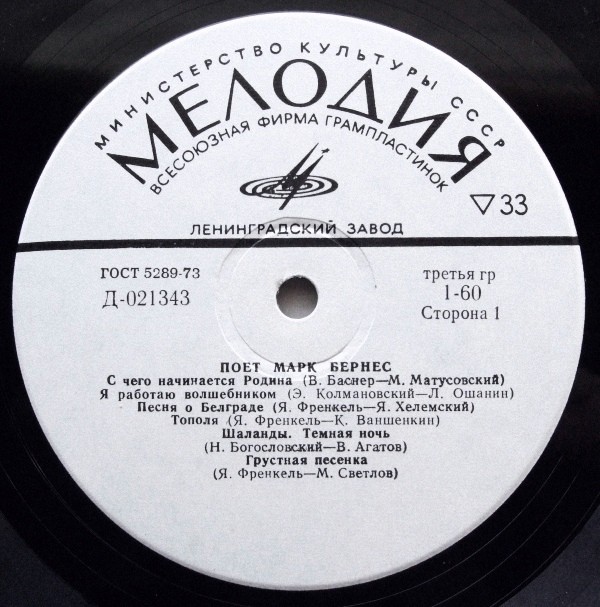 МИНИСТЕРСТВО КУЛЬТУРЫ СССР
МЕЛОДИЯ
ВСЕСОЮЗНАЯ ФИРМА ГРАМПЛАСТИНОК
▽33
ЛЕНИНГРАДСКИЙ ЗАВОД
ГОСТ 5289-73
Д-021343
третья гр
1-60
Сторона 1
ПОЕТ МАРК БЕРНЕС
С чего начинается Родина (В. Баснер—М. Матусовский)
Я работаю волшебником (Э. Колмановский—Л. Ошанин)
Песня о Белграде (Я. Френкель—Я. Хелемский)
Тополя (Я. Френкель—К. Ваншенкин)
Шаланды. Темная ночь
(Н. Богословский—В. Агатов)
Грустная песенка
(Я. Френкель—М. Светлов)